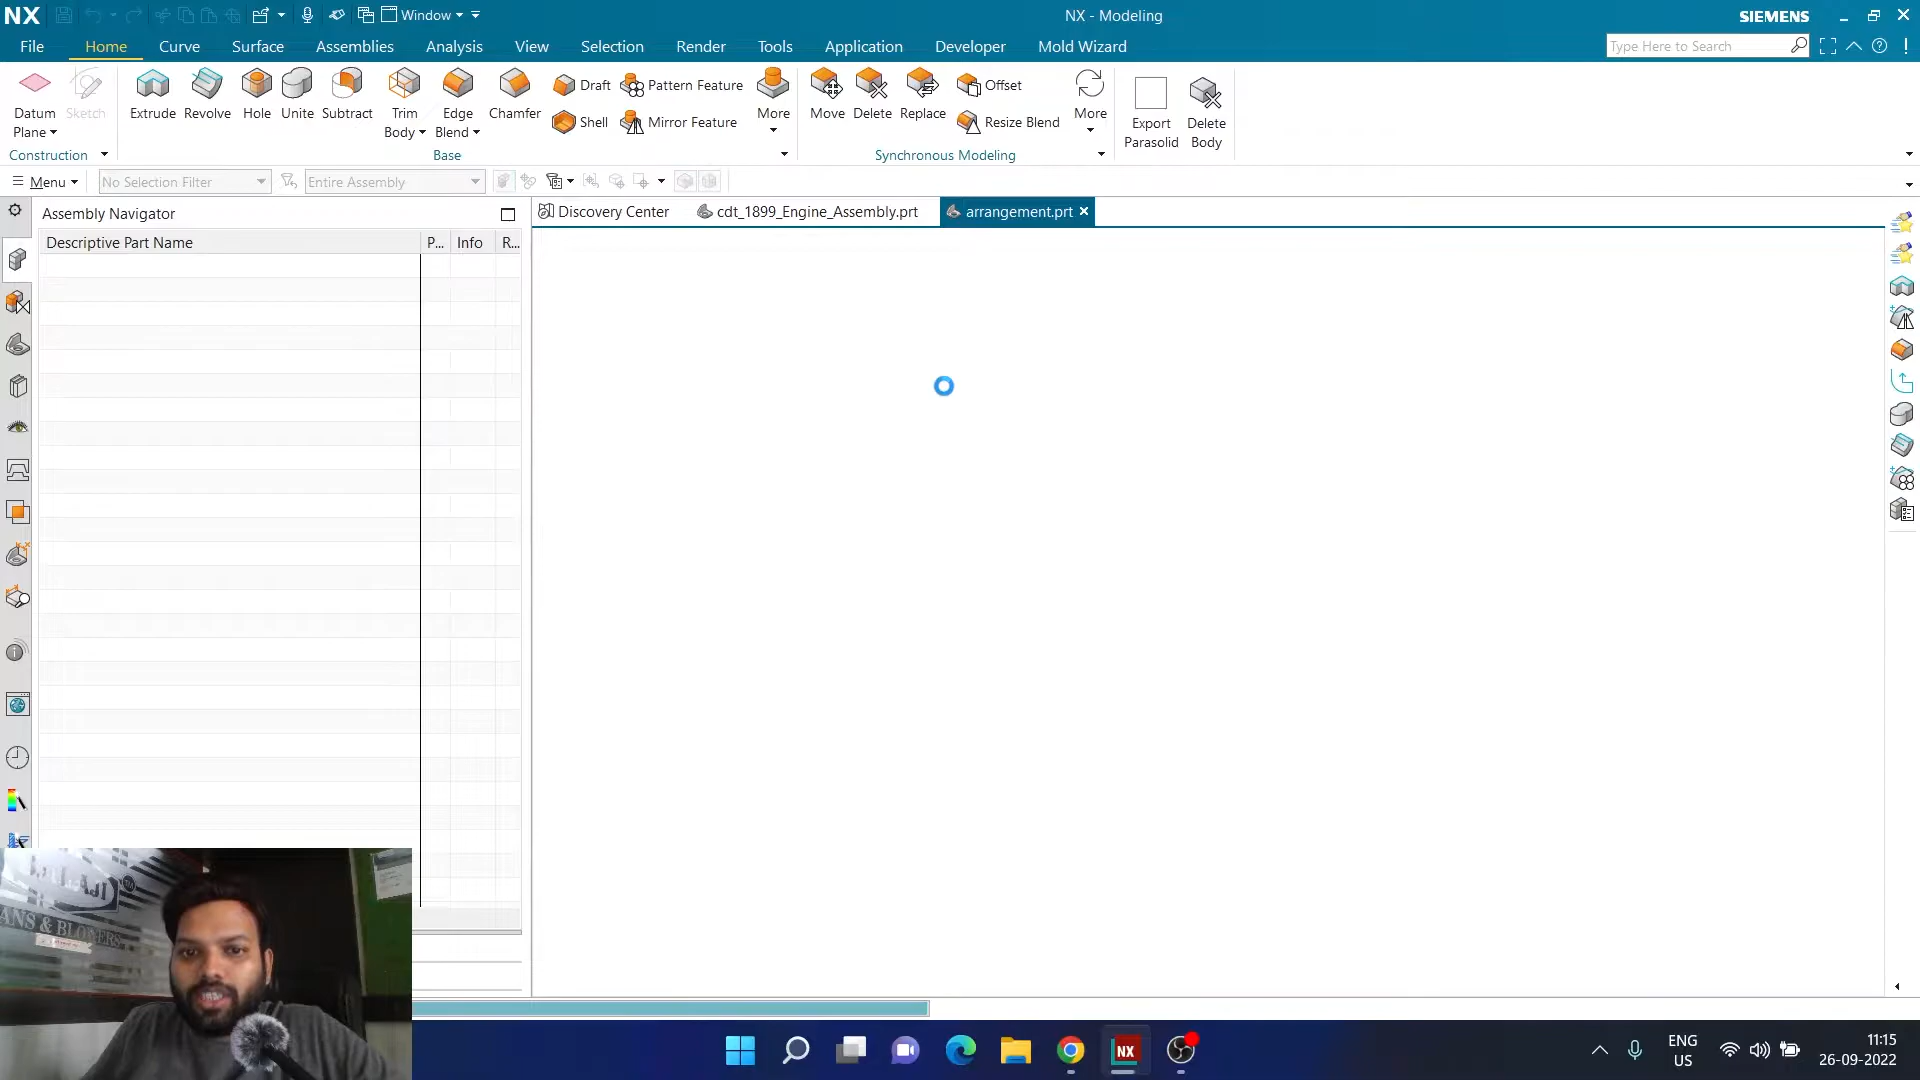 NX Window NX - Modeling SIEMENS
File Home Curve Surface Assemblies Analysis View Selection Render Tools Application Developer Mold Wizard Type Here to Search
Datum Plane Sketch Extrude Revolve Hole Unite Subtract Trim Body Edge Blend Chamfer Draft Shell Pattern Feature Mirror Feature More Move Delete Replace Offset Resize Blend More Export Parasolid Delete Body
Construction Base Synchronous Modeling
Menu No Selection Filter Entire Assembly
Assembly Navigator Discovery Center cdt_1899_Engine_Assembly.prt arrangement.prt
Descriptive Part Name P... Info R...
ANS & BLOWERS
NX ENG 11:15
US 26-09-2022